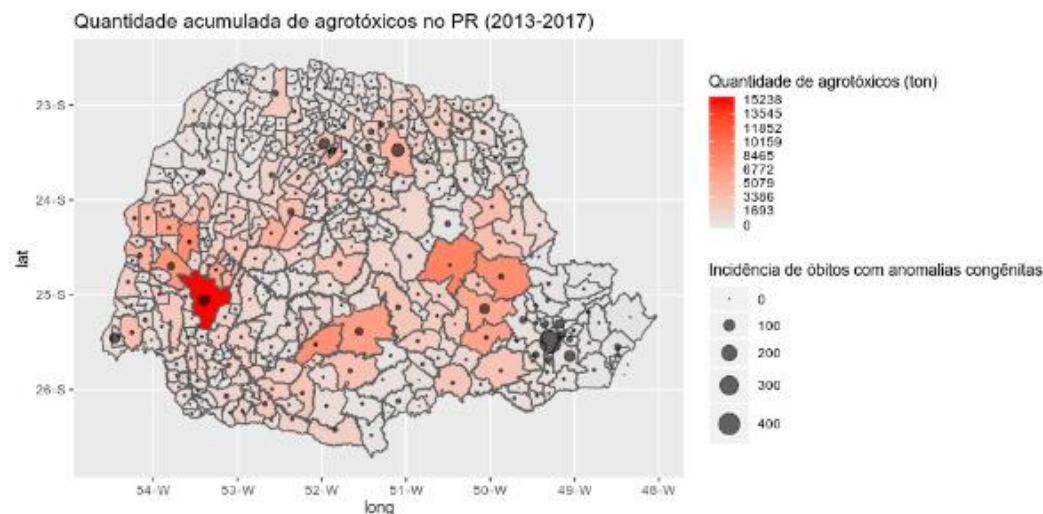 Quantidade acumulada de agrotóxicos no PR (2013-2017)
23◦S
24◦S
25◦S
26◦S
lat
54◦W
53◦W
52◦W
51◦W
50◦W
49◦W
48◦W
long
Quantidade de agrotóxicos (ton)
15238
13545
11852
10159
8465
6772
5079
3386
1693
0
Incidência de óbitos com anomalias congênitas
0
100
200
300
400